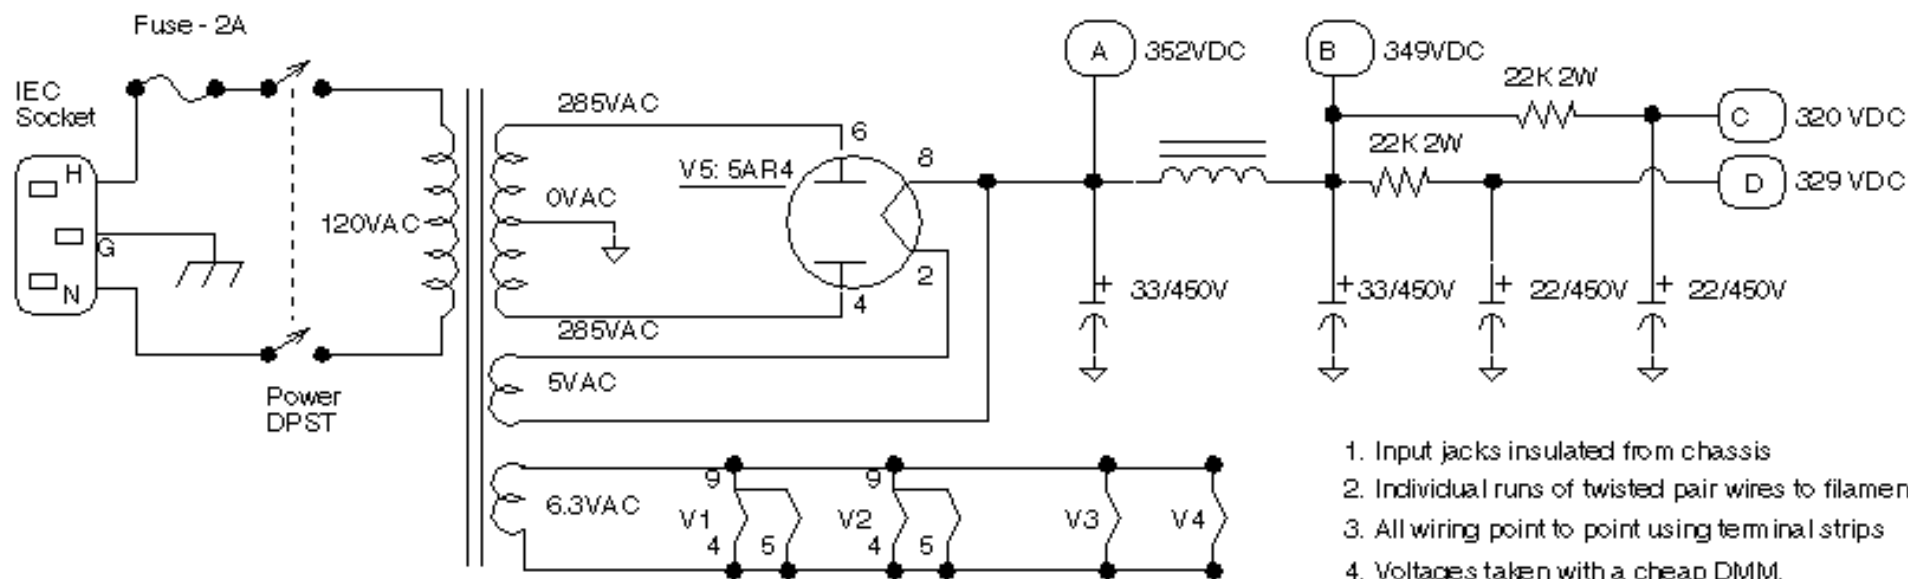 Fuse - 2A
IEC
Socket
H
G
N
Power
DPST
120VAC
285VAC
0VAC
285VAC
5VAC
6.3VAC
V5: 5AR4
6
8
4
2
A
352VDC
B
349VDC
22K 2W
C
320 VDC
22K 2W
D
329 VDC
+ 33/450V
+ 33/450V
+ 22/450V
+ 22/450V
9
V1
4
5
9
V2
4
5
V3
V4
1. Input jacks insulated from chassis
2. Individual runs of twisted pair wires to filamen
3. All wiring point to point using terminal strips
4. Voltages taken with a cheap DMM.